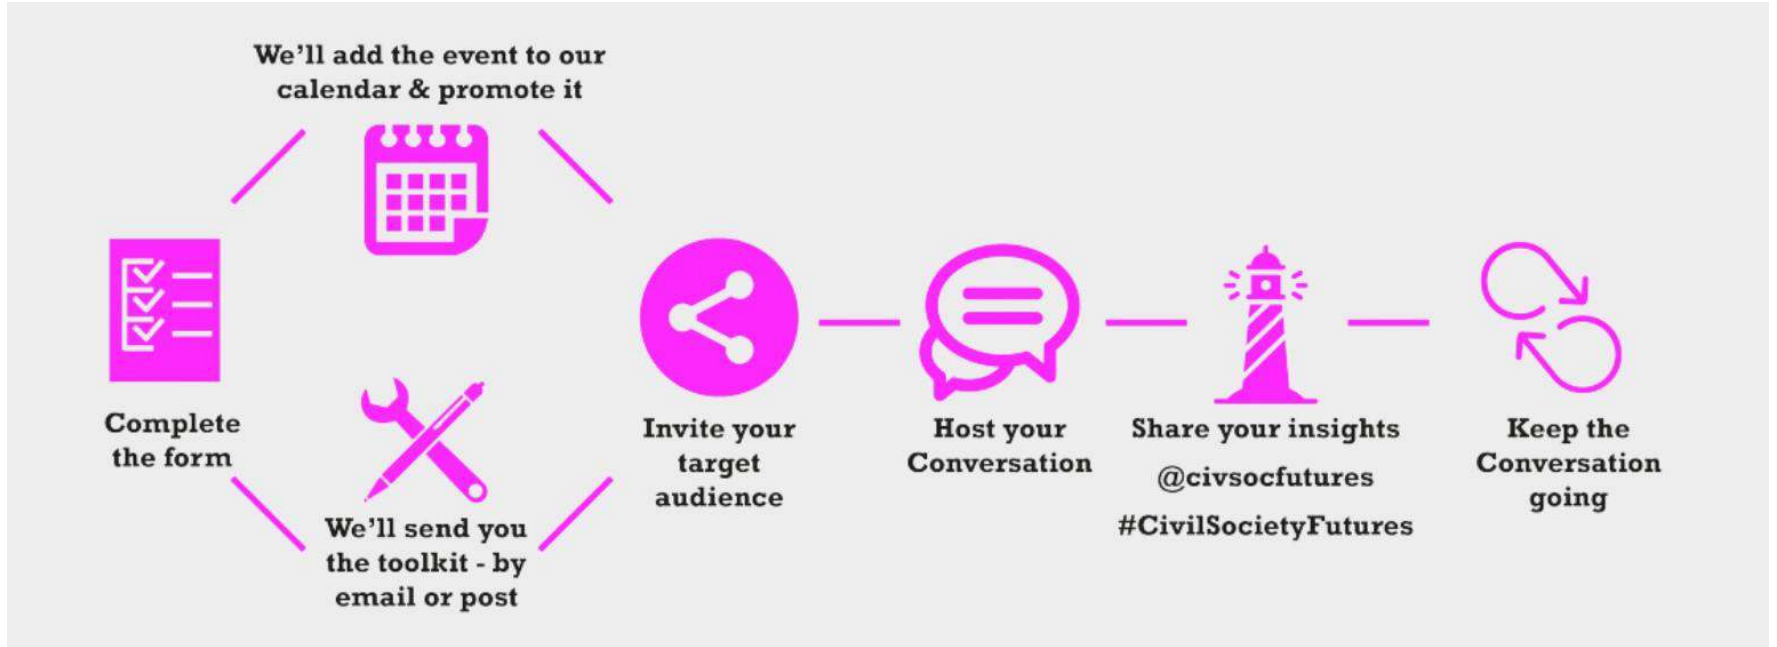 We'll add the event to our
calendar & promote it
Complete
the form
We'll send you
the toolkit - by
email or post
Invite your
target
audience
Host your
Conversation
Share your insights
@civsocfutures
#CivilSocietyFutures
Keep the
Conversation
going